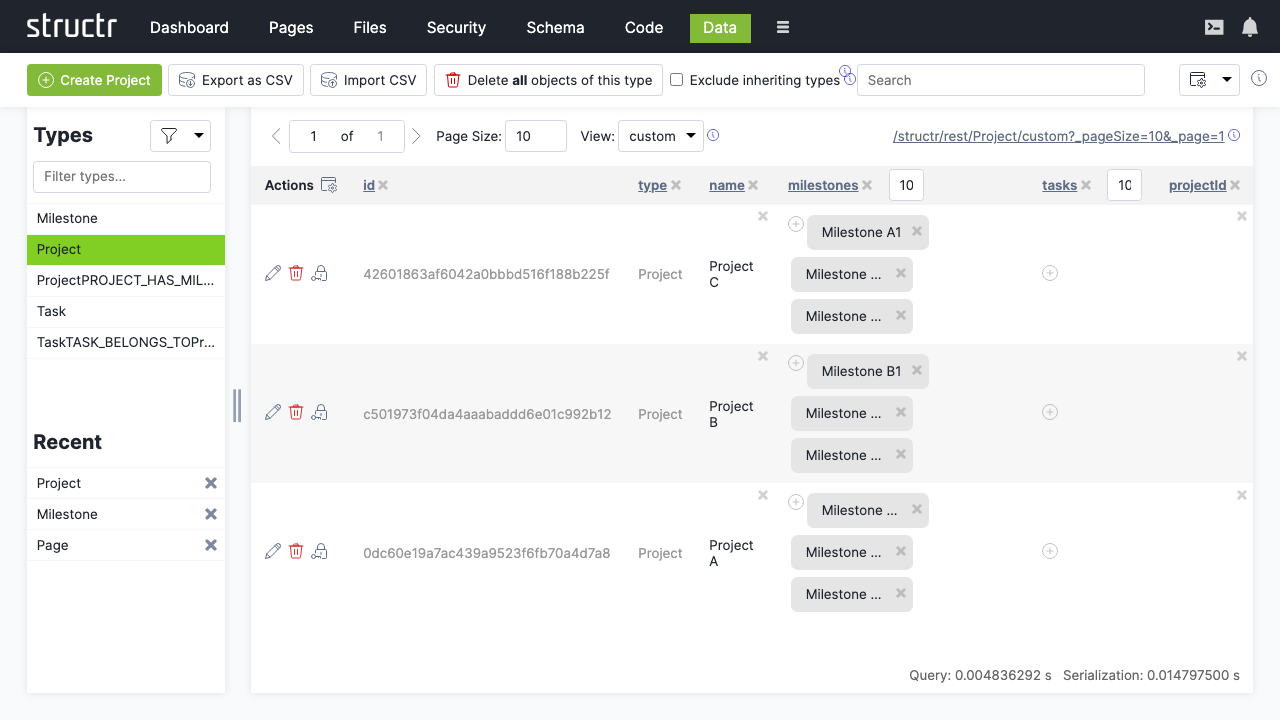 structr Dashboard Pages Files Security Schema Code Data
Create Project Export as CSV Import CSV Delete all objects of this type Exclude inheriting types Search
Types
Filter types...
Milestone
Project
ProjectPROJECT_HAS_MIL...
Task
TaskTASK_BELONGS_TOPr...
Recent
Project
Milestone
Page
1 of 1 Page Size: 10 View: custom /structr/rest/Project/custom?_pageSize=10&_page=1
Actions id type name milestones 10 tasks 10 projectId
Milestone A1
42601863af6042a0bbbd516f188b225f Project Project C Milestone ...
Milestone ...
Milestone B1
c501973f04da4aaabaddd6e01c992b12 Project Project B Milestone ...
Milestone ...
Milestone ...
0dc60e19a7ac439a9523f6fb70a4d7a8 Project Project A Milestone ...
Milestone ...
Query: 0.004836292 s Serialization: 0.014797500 s